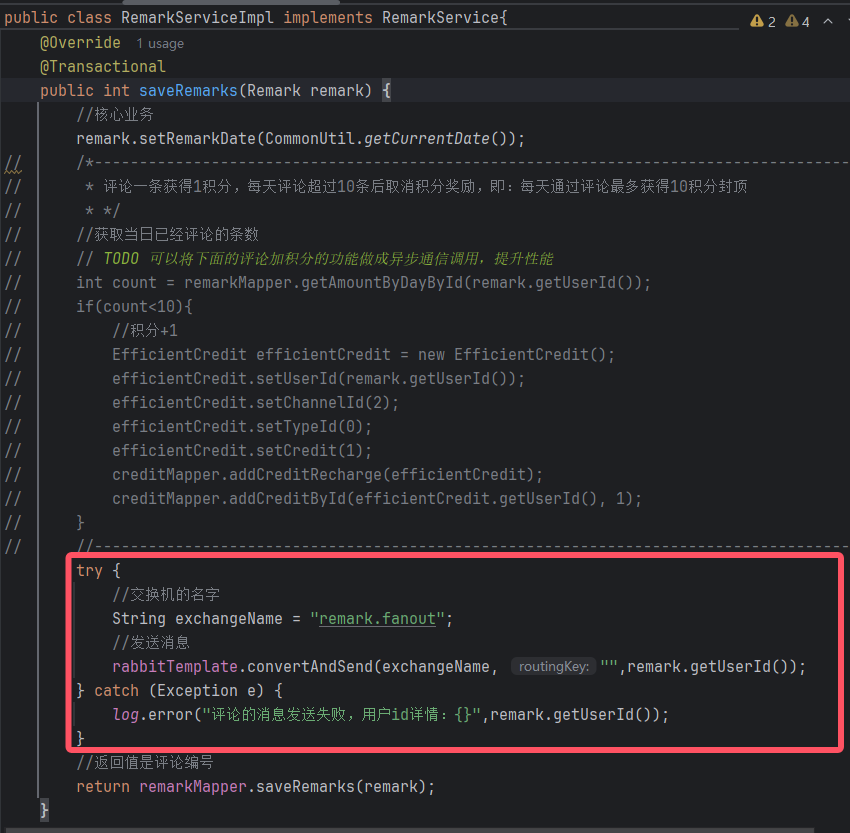 public class RemarkServiceImpl implements RemarkService{
2 4
@Override 1 usage
@Transactional
public int saveRemarks(Remark remark) {
//核心业务
remark.setRemarkDate(CommonUtil.getCurrentDate());
// /*------------------------------------------------------------------------------------
// * 评论一条获得1积分，每天评论超过10条后取消积分奖励，即：每天通过评论最多获得10积分封顶
// * */
// //获取当日已经评论的条数
// // TODO 可以将下面的评论加积分的功能做成异步通信调用，提升性能
// int count = remarkMapper.getAmountByDayById(remark.getUserId());
// if(count<10){
// //积分+1
// EfficientCredit efficientCredit = new EfficientCredit();
// efficientCredit.setUserId(remark.getUserId());
// efficientCredit.setChannelId(2);
// efficientCredit.setTypeId(0);
// efficientCredit.setCredit(1);
// creditMapper.addCreditRecharge(efficientCredit);
// creditMapper.addCreditById(efficientCredit.getUserId(), 1);
// }
// //------------------------------------------------------------------------------------
try {
//交换机的名字
String exchangeName = "remark.fanout";
//发送消息
rabbitTemplate.convertAndSend(exchangeName, routingKey: "",remark.getUserId());
} catch (Exception e) {
log.error("评论的消息发送失败，用户id详情：{}",remark.getUserId());
}
//返回值是评论编号
return remarkMapper.saveRemarks(remark);
}